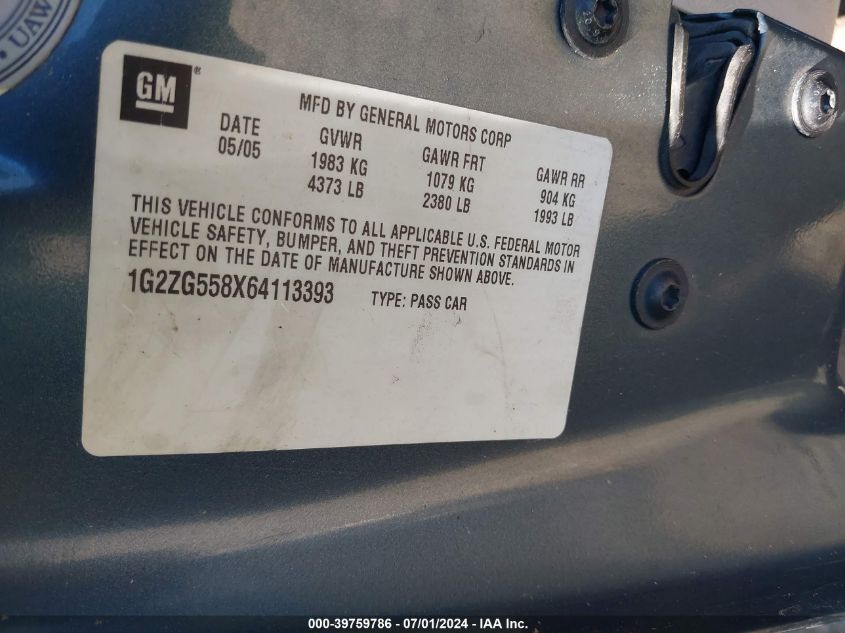 UAW
GM ®
MFD BY GENERAL MOTORS CORP
DATE GVWR GAWR FRT GAWR RR
05/05 1983 KG 1079 KG 904 KG
4373 LB 2380 LB 1993 LB
THIS VEHICLE CONFORMS TO ALL APPLICABLE U.S. FEDERAL MOTOR
VEHICLE SAFETY, BUMPER, AND THEFT PREVENTION STANDARDS IN
EFFECT ON THE DATE OF MANUFACTURE SHOWN ABOVE.
1G2ZG558X64113393 TYPE: PASS CAR
000-39759786 - 07/01/2024 - IAA Inc.